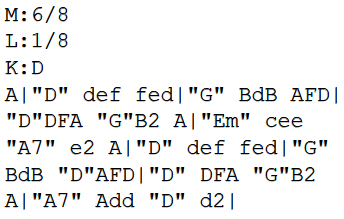 M:6/8
L:1/8
K:D
A|"D" def fed|"G" BdB AFD|
"D"DFA "G"B2 A|"Em" cee
"A7" e2 A|"D" def fed|"G"
BdB "D"AFD|"D" DFA "G"B2
A|"A7" Add "D" d2|